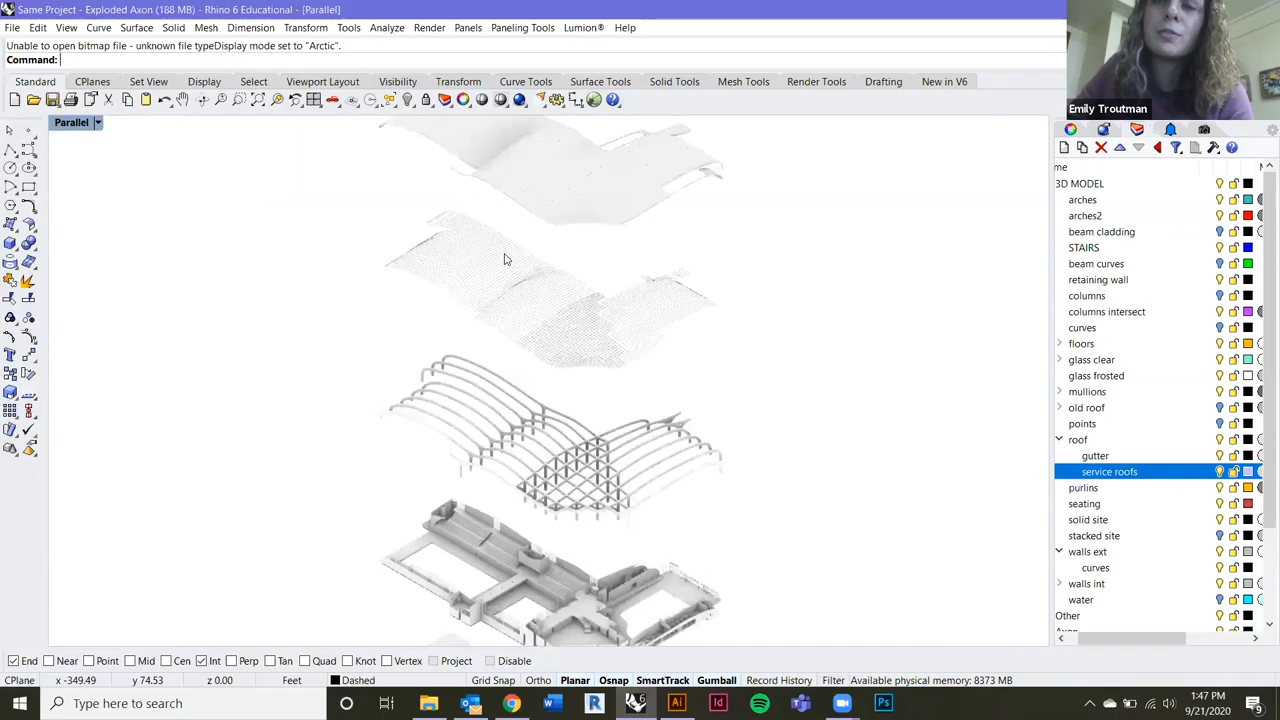 Same Project - Exploded Axon (188 MB) - Rhino 6 Educational - [Parallel]
File Edit View Curve Surface Solid Mesh Dimension Transform Tools Analyze Render Panels Paneling Tools Lumion® Help
Unable to open bitmap file - unknown file typeDisplay mode set to "Arctic".
Command:
Emily Troutman
Standard CPlanes Set View Display Select Viewport Layout Visibility Transform Curve Tools Surface Tools Solid Tools Mesh Tools Render Tools Drafting New in V6
Parallel
me
3D MODEL
arches
arches2
beam cladding
STAIRS
beam curves
retaining wall
columns
columns intersect
curves
floors
glass clear
glass frosted
mullions
old roof
points
roof
gutter
service roofs
purlins
seating
solid site
stacked site
walls ext
curves
walls int
water
Other
End Near Point Mid Cen Int Perp Tan Quad Knot Vertex Project Disable
CPlane x -349.49 y 74.53 z 0.00 Feet Dashed Grid Snap Ortho Planar Osnap SmartTrack Gumball Record History Filter Available physical memory: 8373 MB
Type here to search
1:47 PM
9/21/2020